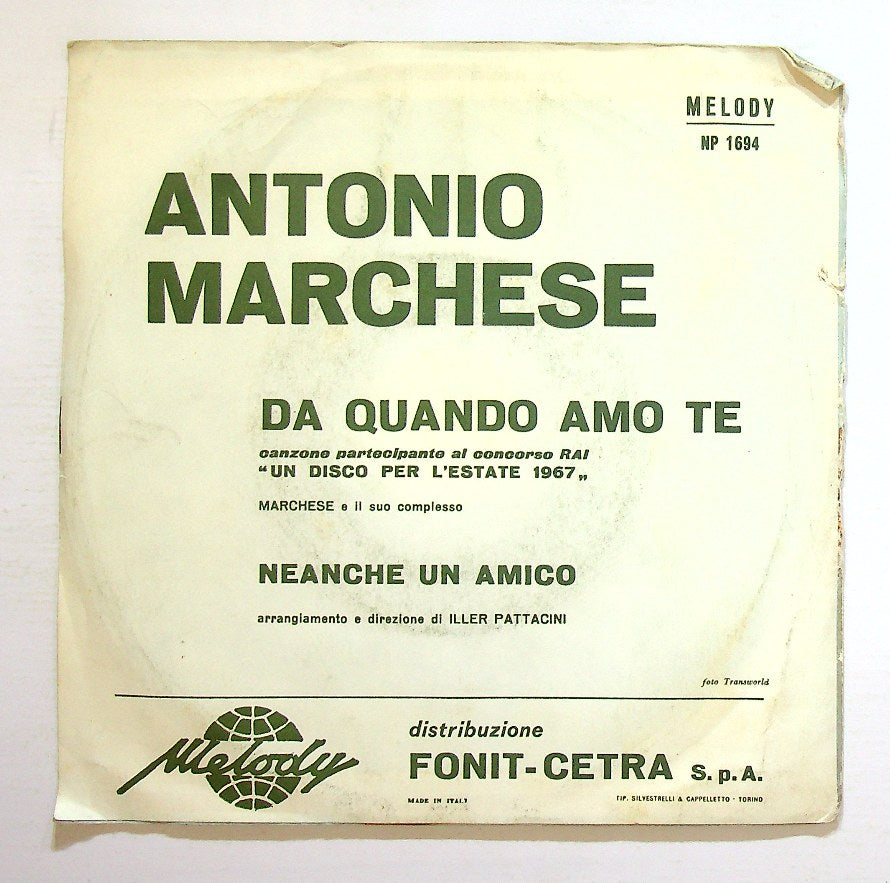 MELODY
NP 1694
ANTONIO
MARCHESE
DA QUANDO AMO TE
canzone partecipante al concorso RAI
“UN DISCO PER L'ESTATE 1967„
MARCHESE e il suo complesso
NEANCHE UN AMICO
arrangiamento e direzione di ILLER PATTACINI
foto Transworld
Melody
distribuzione
FONIT-CETRA S.p.A.
MADE IN ITALY
TIP. SILVESTRELLI & CAPPELLETTO - TORINO